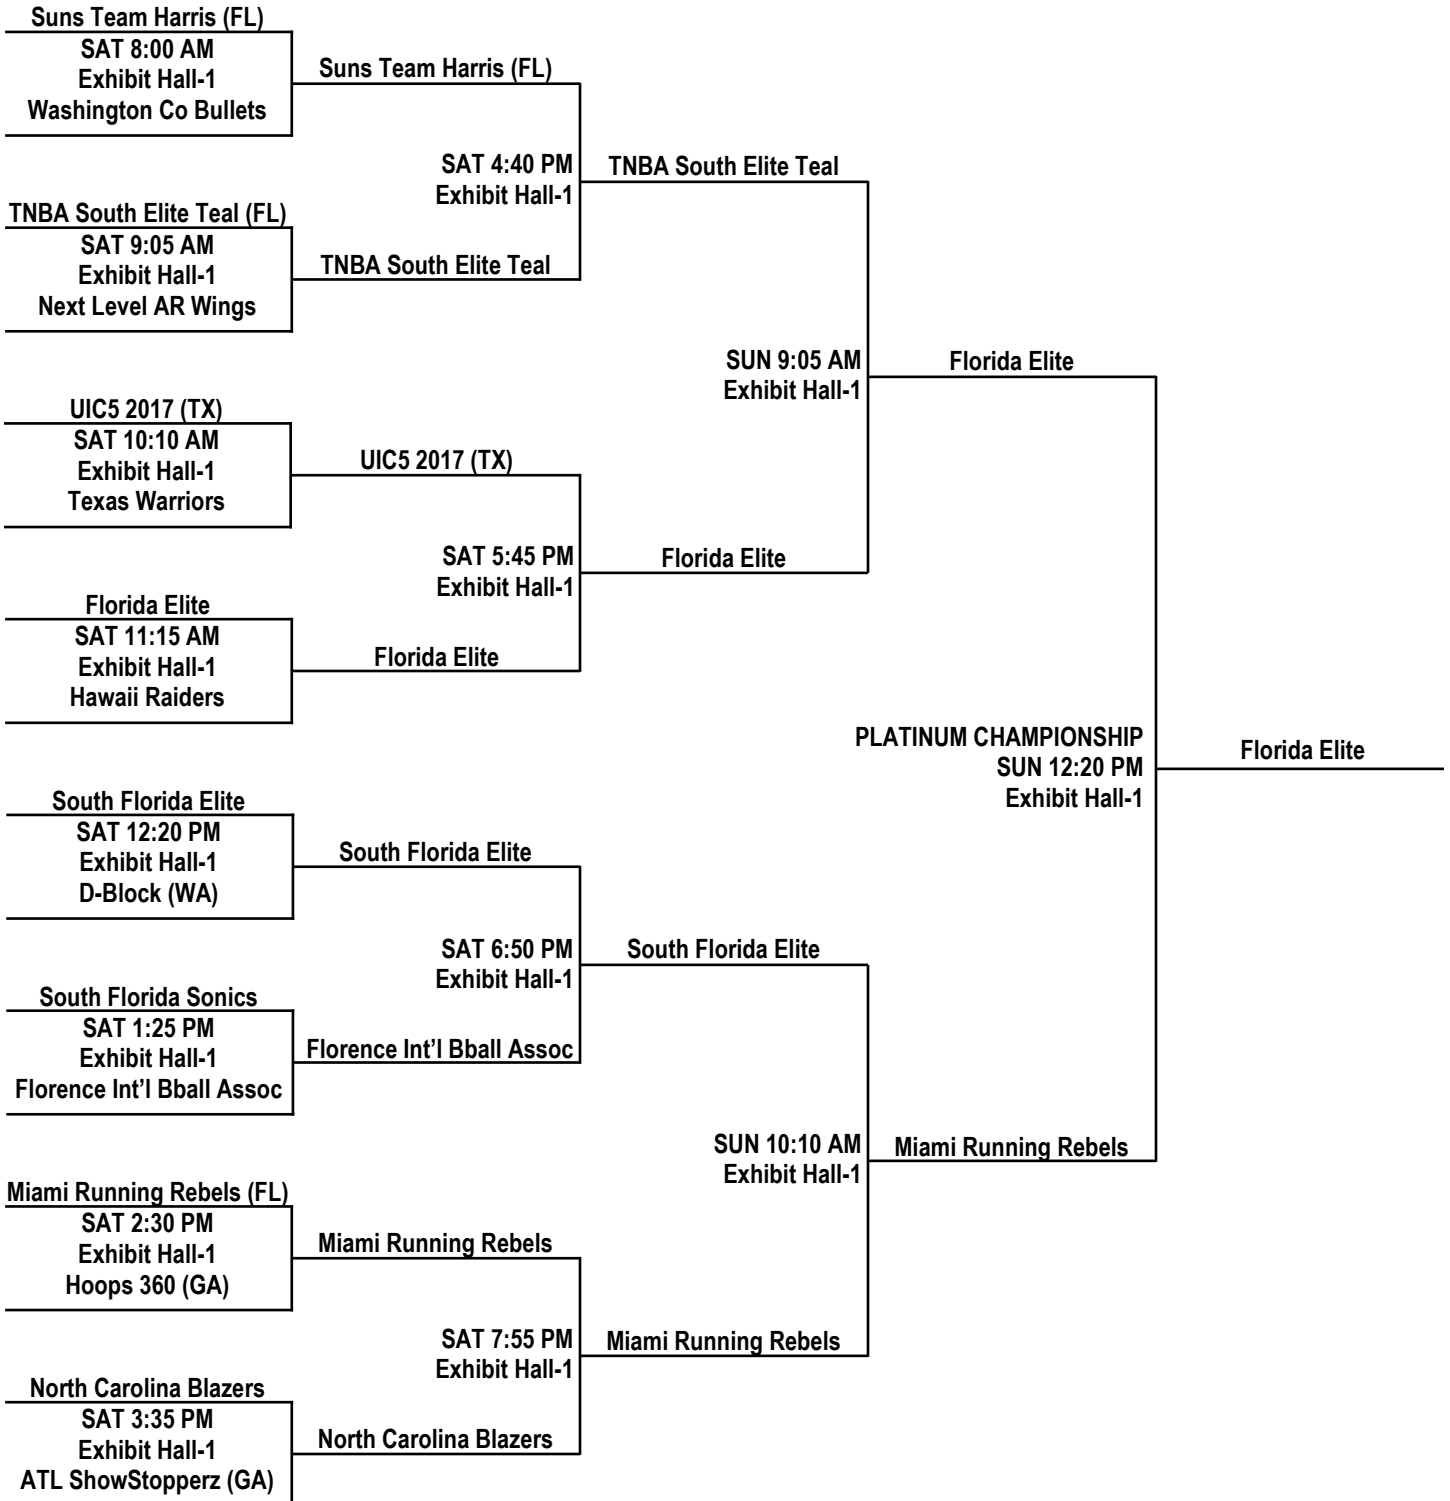 Suns Team Harris (FL)
SAT 8:00 AM
Exhibit Hall-1
Washington Co Bullets
TNBA South Elite Teal (FL)
SAT 9:05 AM
Exhibit Hall-1
Next Level AR Wings
UIC5 2017 (TX)
SAT 10:10 AM
Exhibit Hall-1
Texas Warriors
Florida Elite
SAT 11:15 AM
Exhibit Hall-1
Hawaii Raiders
South Florida Elite
SAT 12:20 PM
Exhibit Hall-1
D-Block (WA)
South Florida Sonics
SAT 1:25 PM
Exhibit Hall-1
Florence Int’l Bball Assoc
Miami Running Rebels (FL)
SAT 2:30 PM
Exhibit Hall-1
Hoops 360 (GA)
North Carolina Blazers
SAT 3:35 PM
Exhibit Hall-1
ATL ShowStopperz (GA)
Suns Team Harris (FL)
SAT 4:40 PM
Exhibit Hall-1
TNBA South Elite Teal
UIC5 2017 (TX)
SAT 5:45 PM
Exhibit Hall-1
Florida Elite
South Florida Elite
SAT 6:50 PM
Exhibit Hall-1
Florence Int’l Bball Assoc
Miami Running Rebels
SAT 7:55 PM
Exhibit Hall-1
North Carolina Blazers
TNBA South Elite Teal
SUN 9:05 AM
Exhibit Hall-1
Florida Elite
South Florida Elite
SUN 10:10 AM
Exhibit Hall-1
Miami Running Rebels
Florida Elite
PLATINUM CHAMPIONSHIP
SUN 12:20 PM
Exhibit Hall-1
Miami Running Rebels
Florida Elite